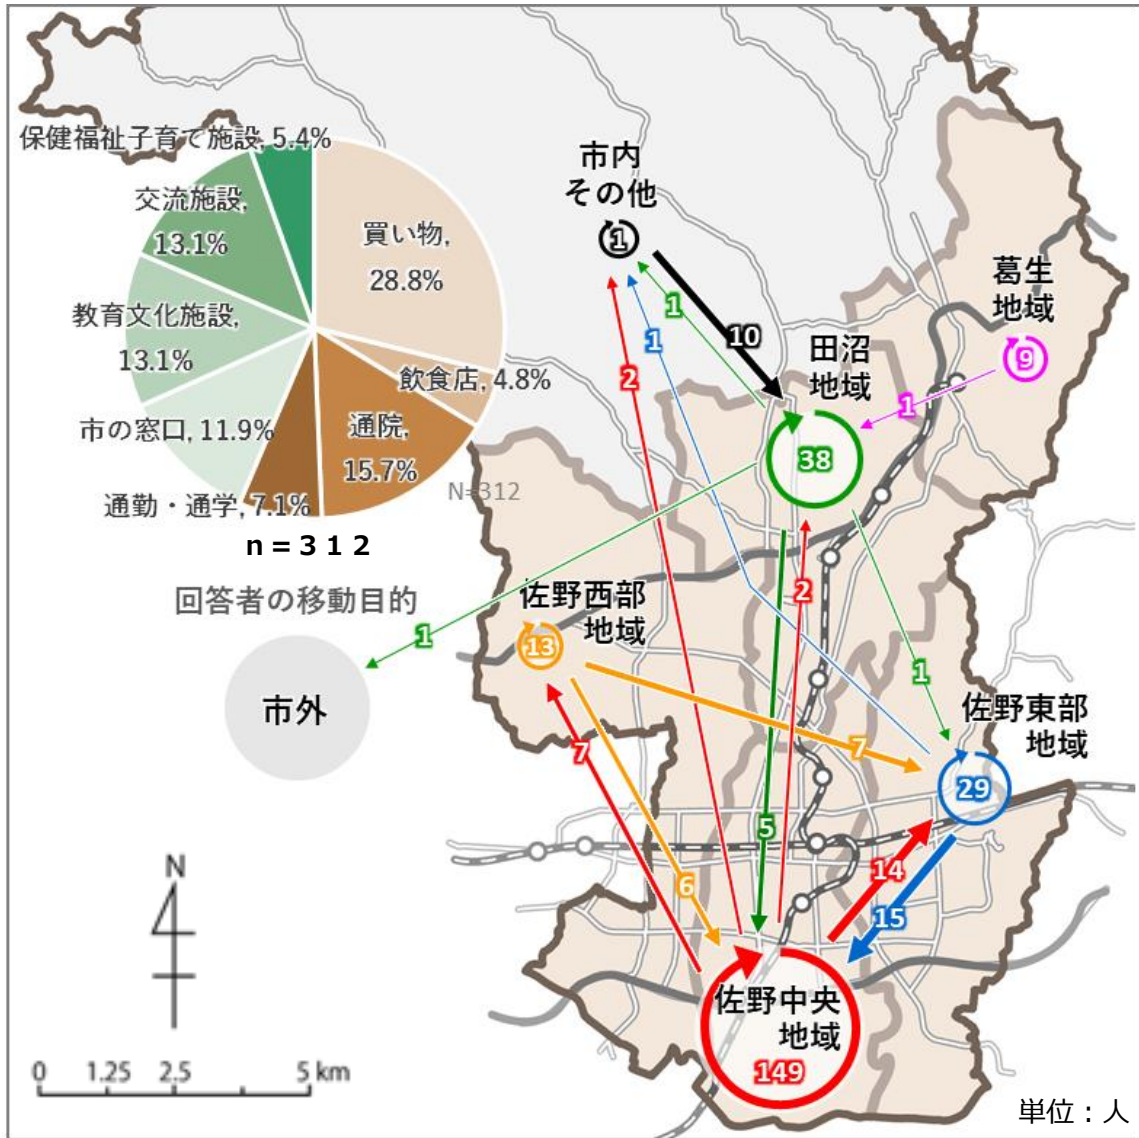 保健福祉子育て施設, 5.4%
交流施設,
13.1%
買い物,
28.8%
教育文化施設,
13.1%
飲食店, 4.8%
市の窓口, 11.9%
通院,
15.7%
通勤・通学, 7.1%
N=312
n=312
回答者の移動目的
市外
市内
その他
1
葛生
地域
9
1
田沼
地域
38
10
1
1
2
2
1
1
5
佐野西部
地域
13
7
7
6
佐野東部
地域
29
14
15
佐野中央
地域
149
N
0 1.25 2.5 5 km
単位：人